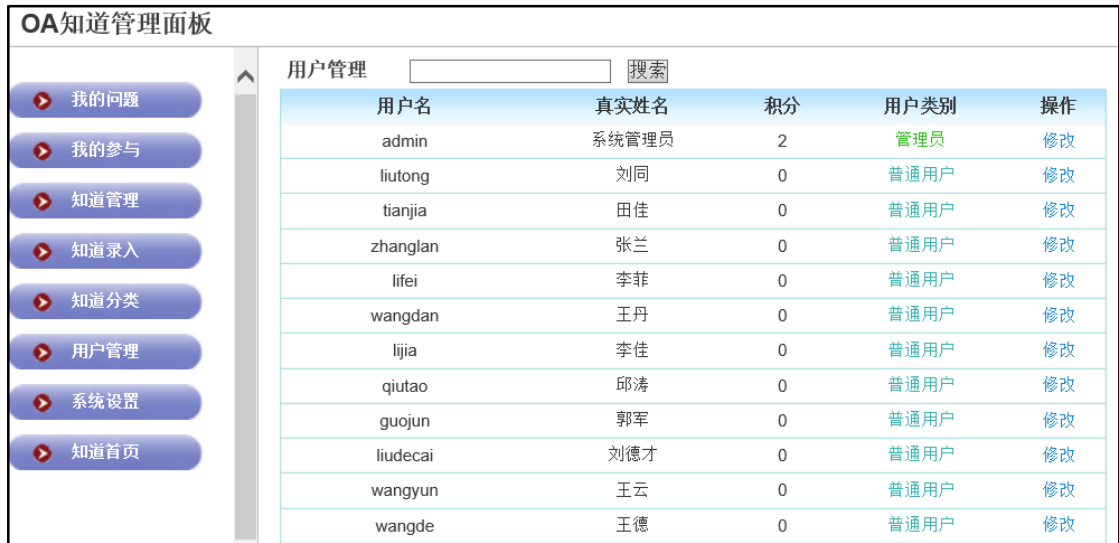 OA知道管理面板
我的问题
我的参与
知道管理
知道录入
知道分类
用户管理
系统设置
知道首页
用户管理 搜索
用户名 真实姓名 积分 用户类别 操作
admin 系统管理员 2 管理员 修改
liutong 刘同 0 普通用户 修改
tianjia 田佳 0 普通用户 修改
zhanglan 张兰 0 普通用户 修改
lifei 李菲 0 普通用户 修改
wangdan 王丹 0 普通用户 修改
lijia 李佳 0 普通用户 修改
qiutao 邱涛 0 普通用户 修改
guojun 郭军 0 普通用户 修改
liudecai 刘德才 0 普通用户 修改
wangyun 王云 0 普通用户 修改
wangde 王德 0 普通用户 修改